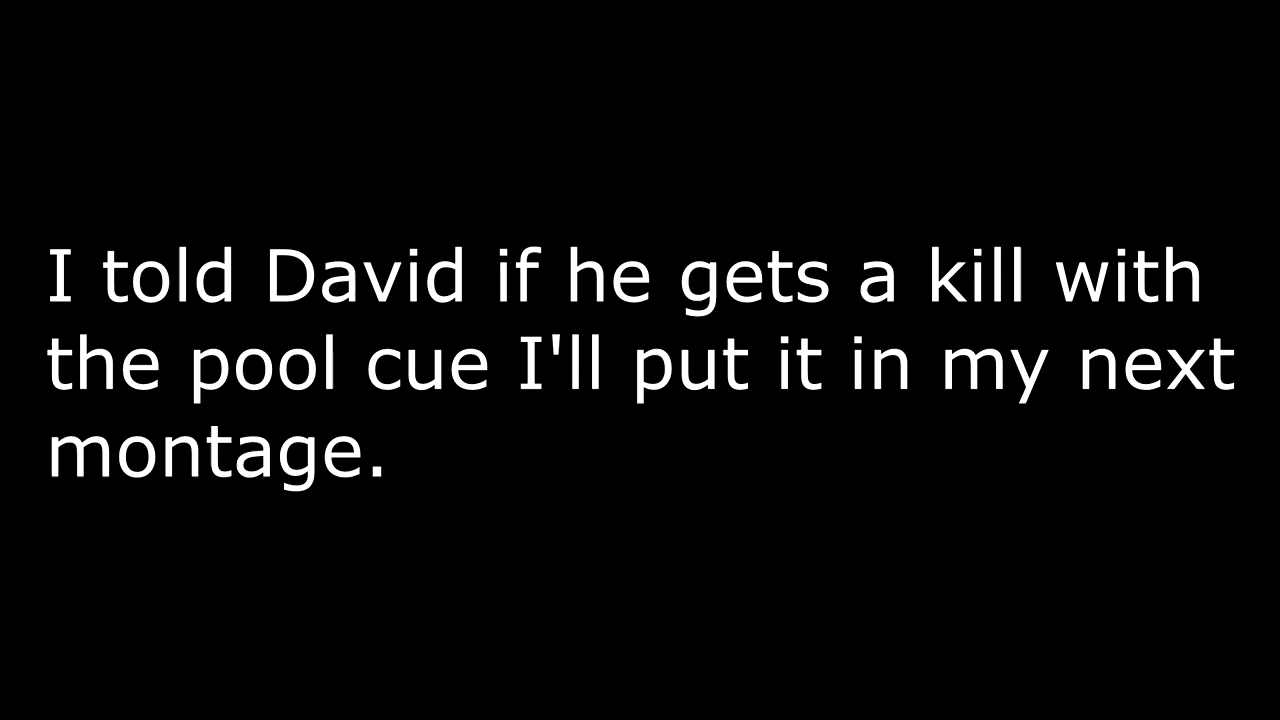 I told David if he gets a kill with
the pool cue I'll put it in my next
montage.